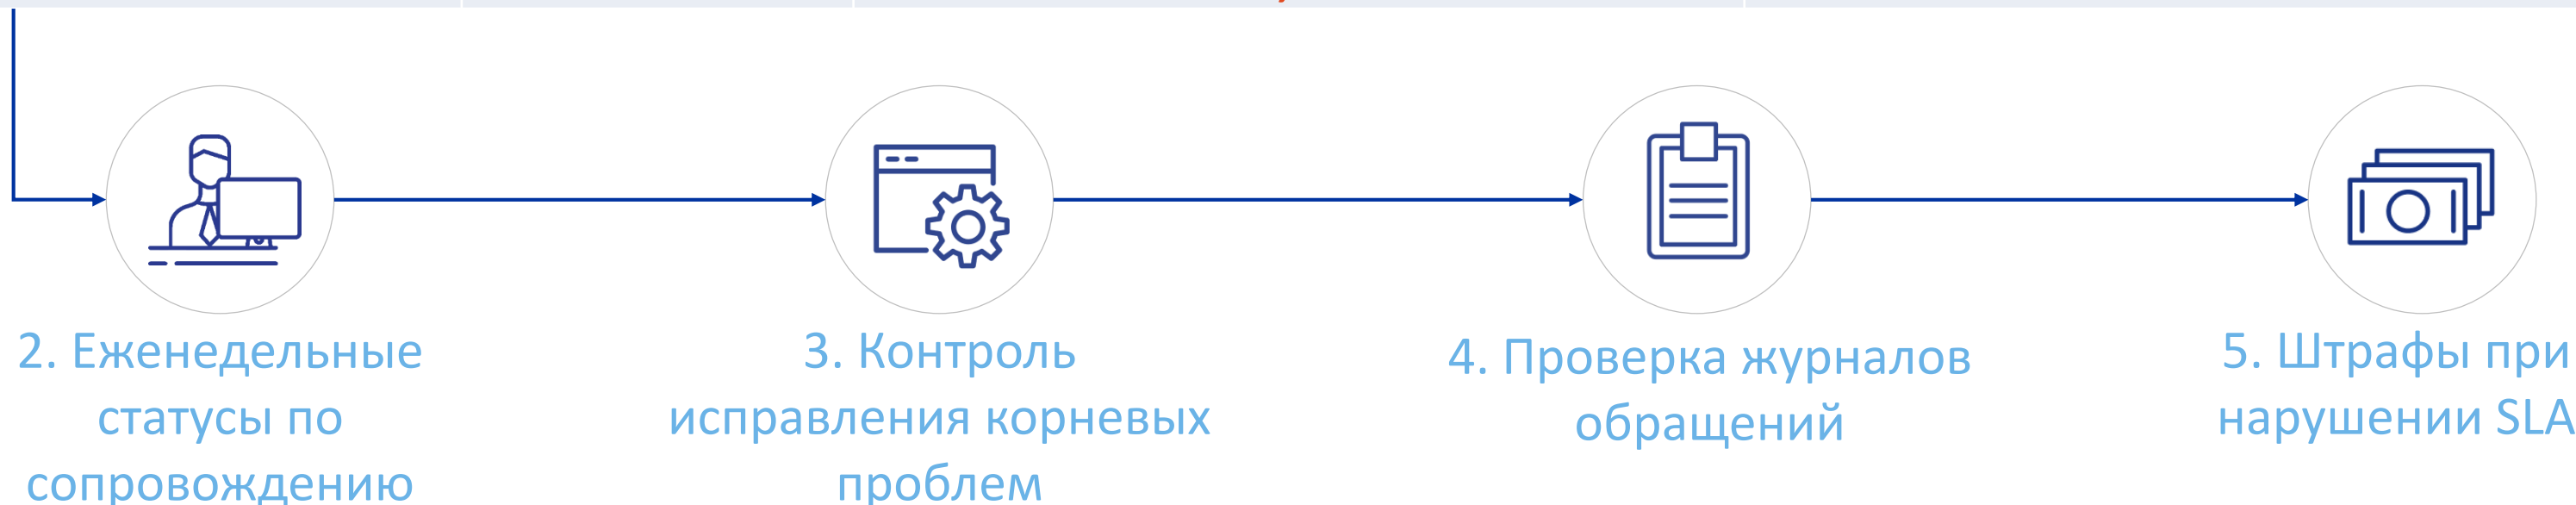 2. Еженедельные
статусы по
сопровождению
3. Контроль
исправления корневых
проблем
4. Проверка журналов
обращений
5. Штрафы при
нарушении SLA